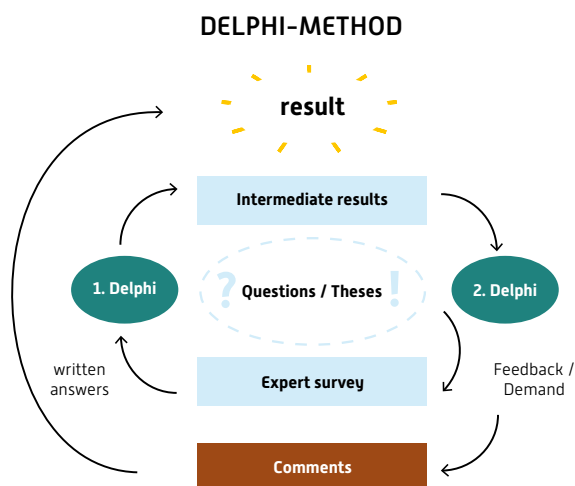 DELPHI-METHOD
result
Intermediate results
1. Delphi
? Questions / Theses !
2. Delphi
written
answers
Expert survey
Feedback /
Demand
Comments